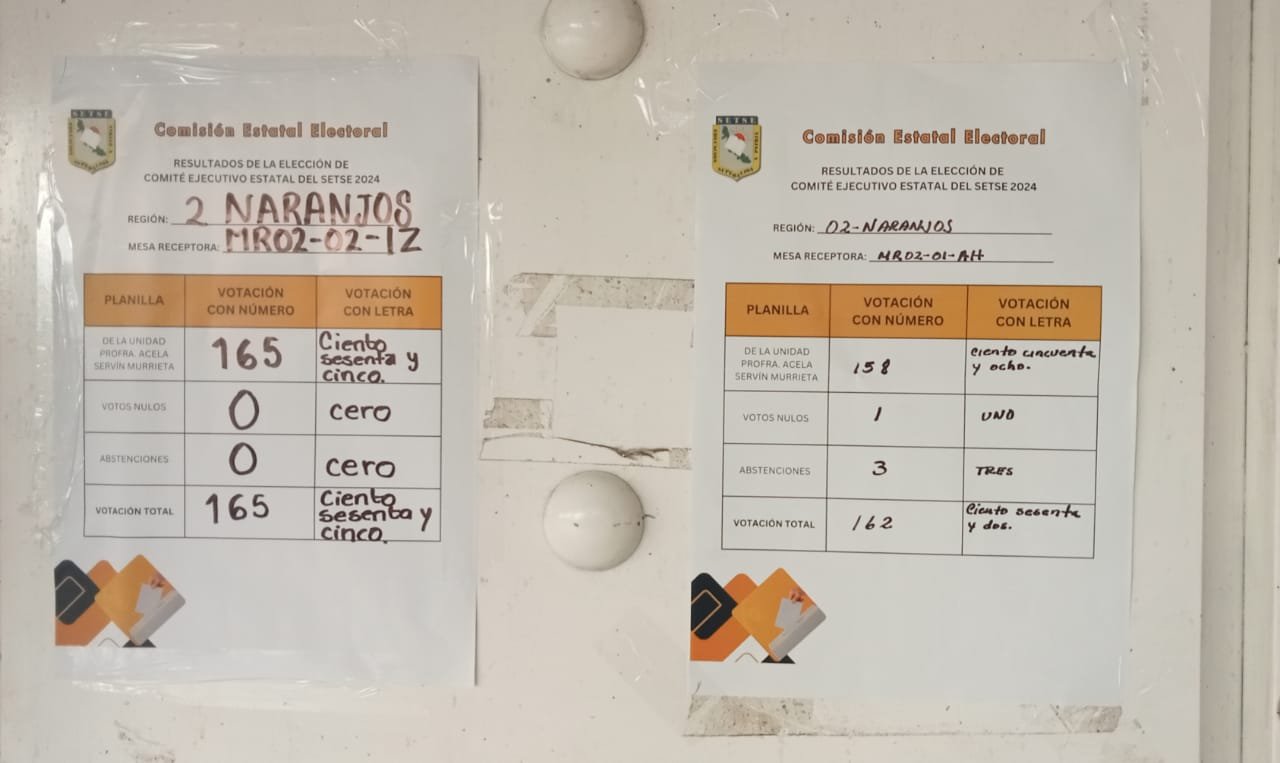 SETSE
Comisión Estatal Electoral
RESULTADOS DE LA ELECCIÓN DE
COMITÉ EJECUTIVO ESTATAL DEL SETSE 2024
REGIÓN: 2 NARANJOS
MESA RECEPTORA: MR02-02-IZ
PLANILLA VOTACIÓN CON NÚMERO VOTACIÓN CON LETRA
DE LA UNIDAD
PROFRA. ACELA
SERVÍN MURRIETA
165
Ciento
sesenta y
cinco.
VOTOS NULOS 0 cero
ABSTENCIONES 0 cero
VOTACIÓN TOTAL 165
Ciento
sesenta y
cinco.
SETSE
SUPERACION
Comisión Estatal Electoral
RESULTADOS DE LA ELECCIÓN DE
COMITÉ EJECUTIVO ESTATAL DEL SETSE 2024
REGIÓN: 02-NARANJOS
MESA RECEPTORA: MR02-01-AH
PLANILLA VOTACIÓN CON NÚMERO VOTACIÓN CON LETRA
DE LA UNIDAD
PROFRA. ACELA
SERVÍN MURRIETA
158
Ciento cincuenta
y ocho.
VOTOS NULOS 1 UNO
ABSTENCIONES 3 TRES
VOTACIÓN TOTAL 162
Ciento sesenta
y dos.